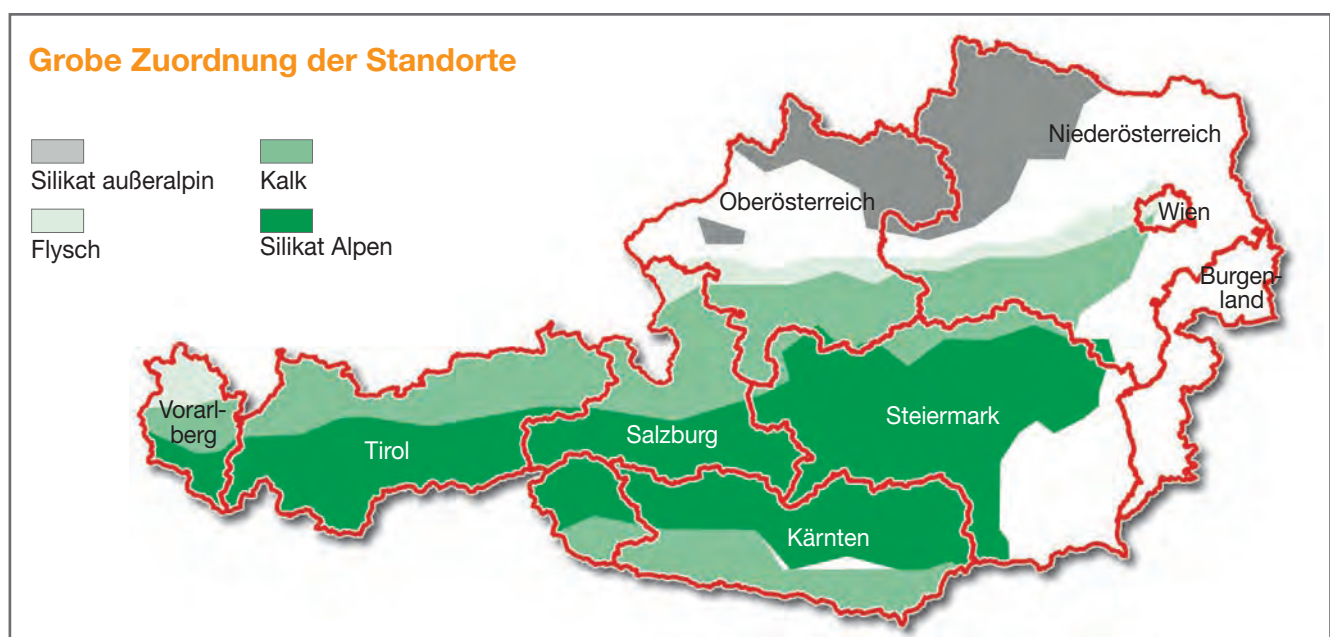 Grobe Zuordnung der Standorte
Silikat außeralpin
Kalk
Flysch
Silikat Alpen
Niederösterreich
Oberösterreich
Wien
Burgen-
land
Vorarl-
berg
Tirol
Salzburg
Steiermark
Kärnten